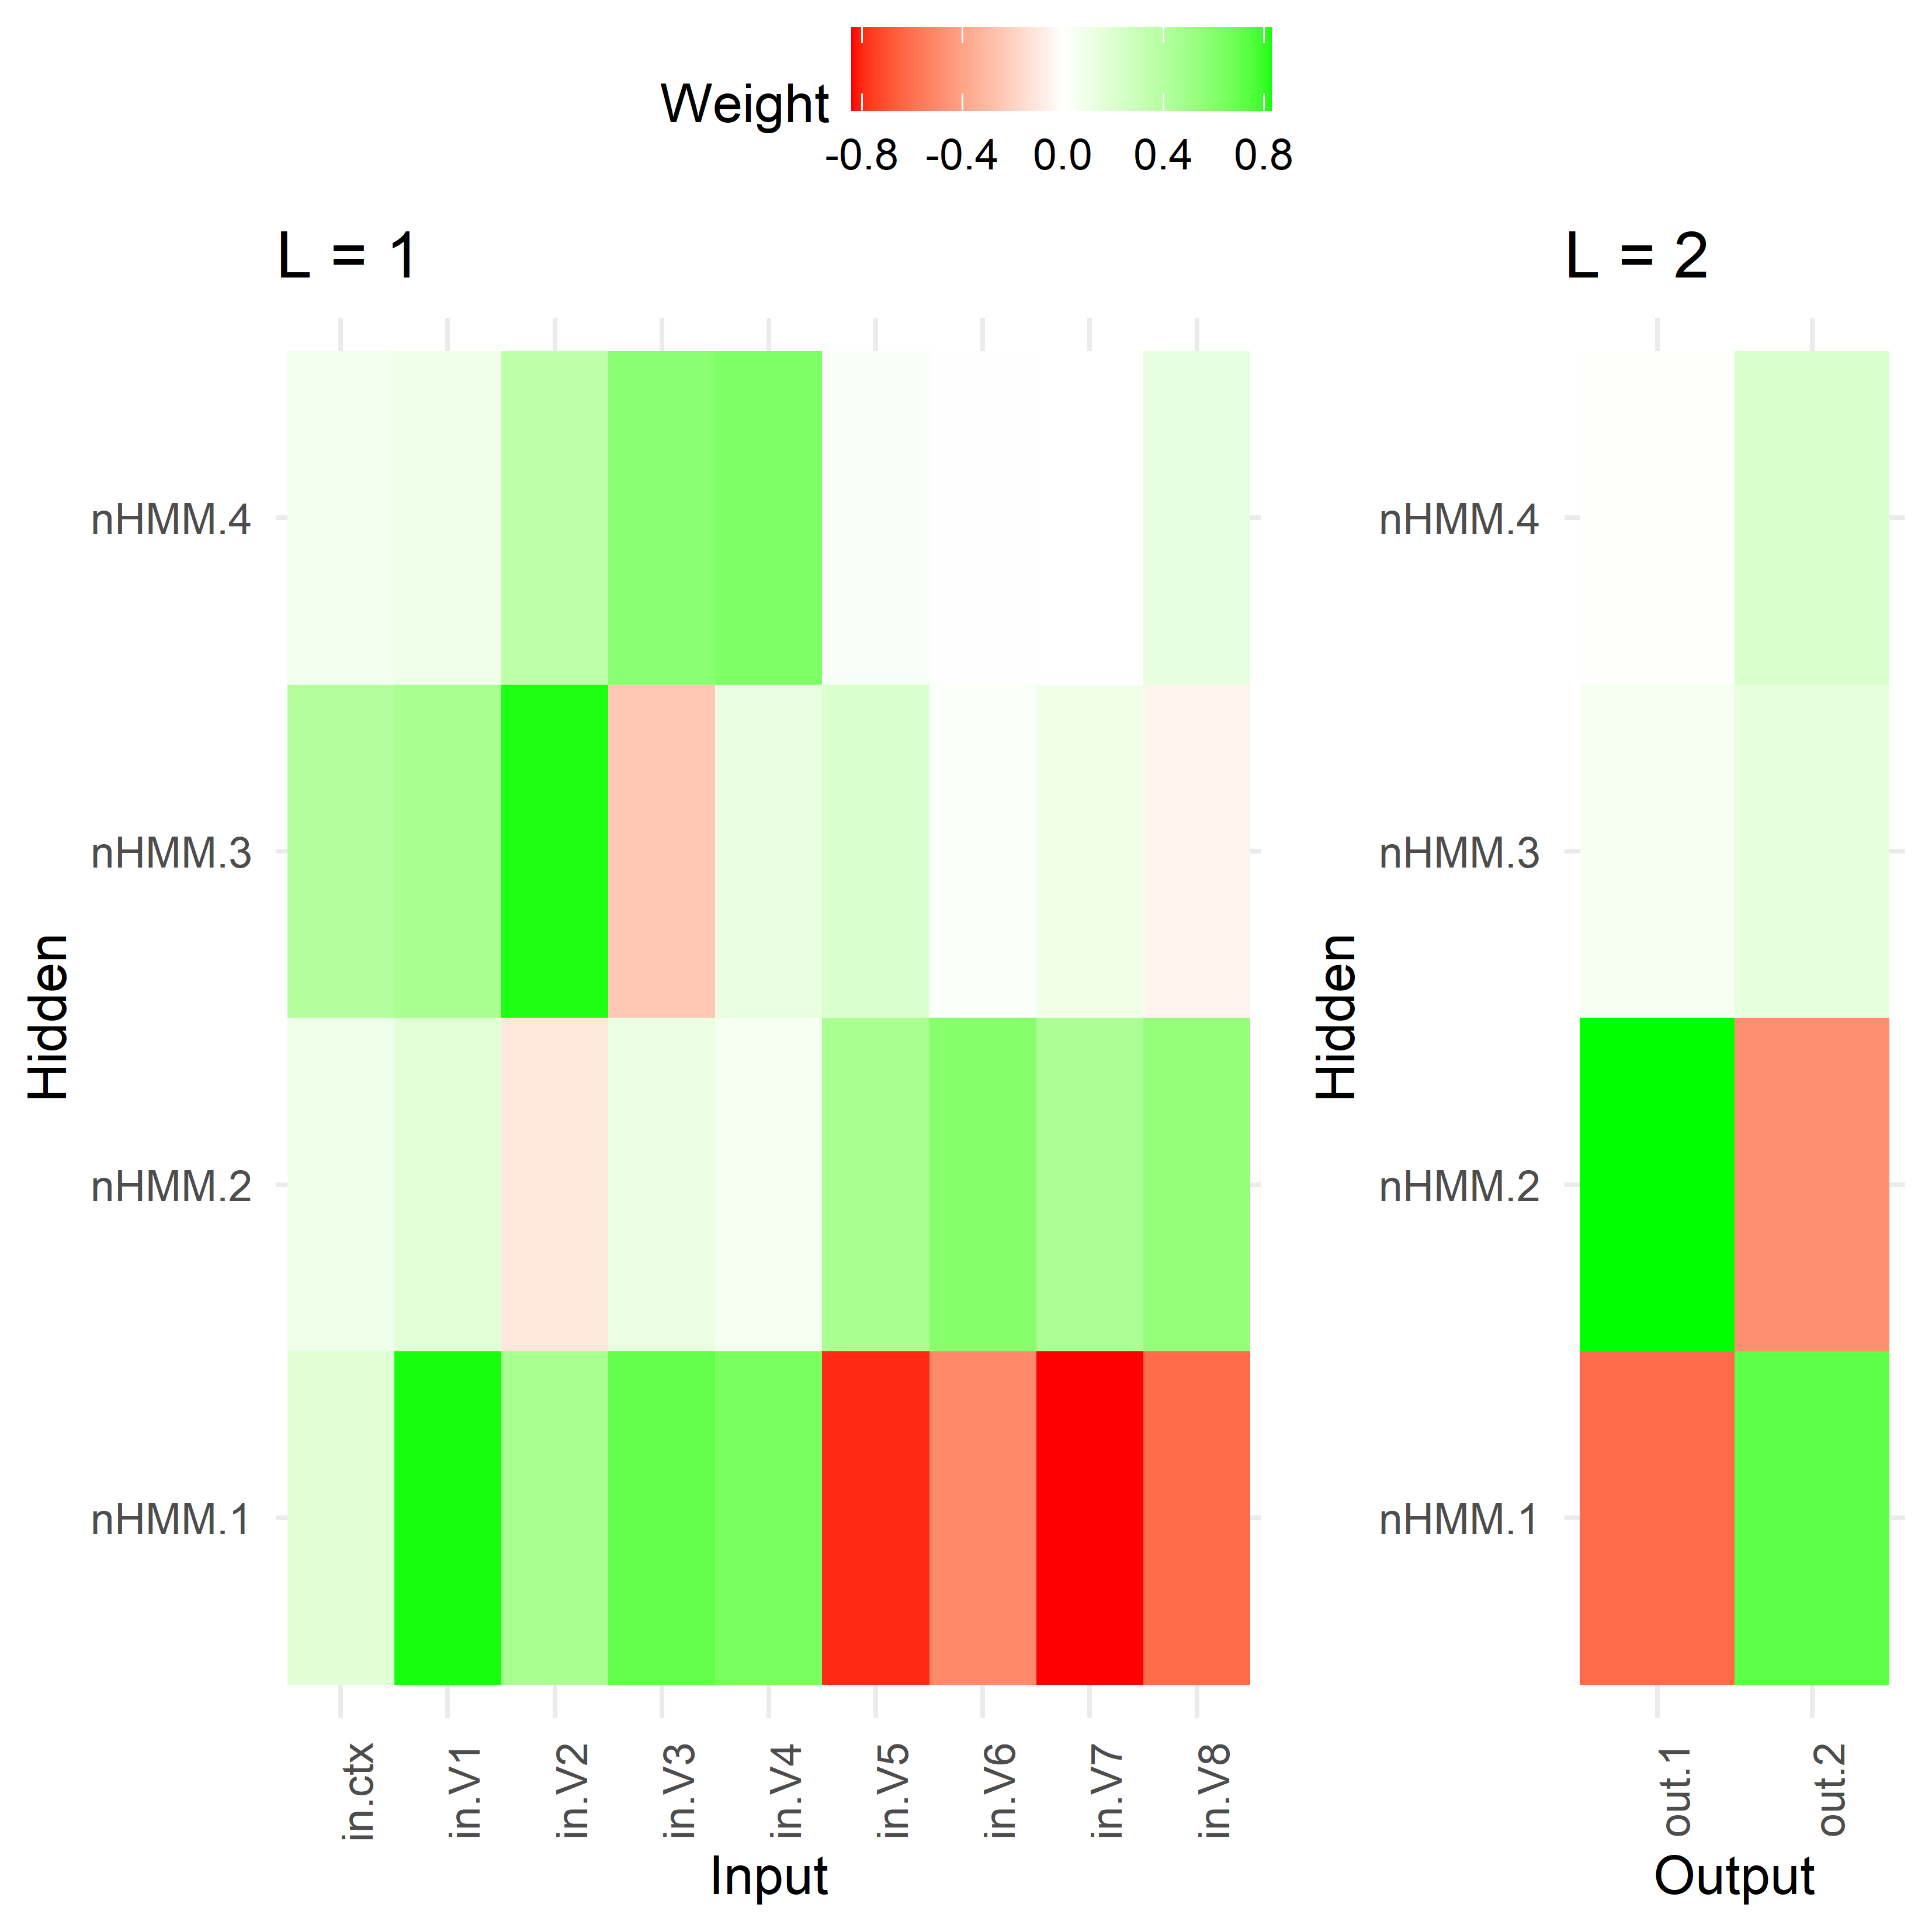 Weight
-0.8 -0.4 0.0 0.4 0.8
L = 1
nHMM.4
nHMM.3
nHMM.2
nHMM.1
Hidden
in.ctx
in.V1
in.V2
in.V3
in.V4
in.V5
in.V6
in.V7
in.V8
Input
L = 2
nHMM.4
nHMM.3
nHMM.2
nHMM.1
Hidden
out.1
out.2
Output